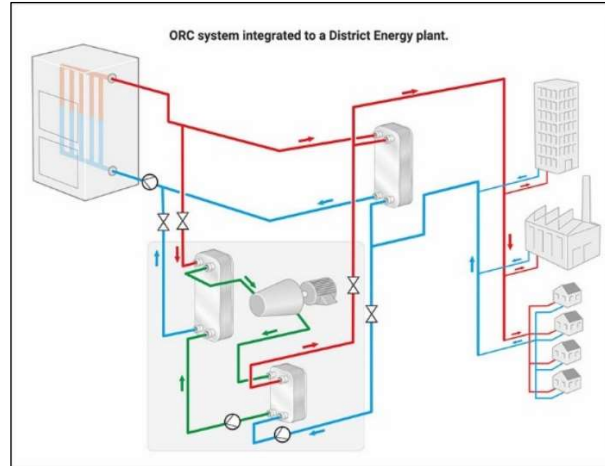 ORC system integrated to a District Energy plant.